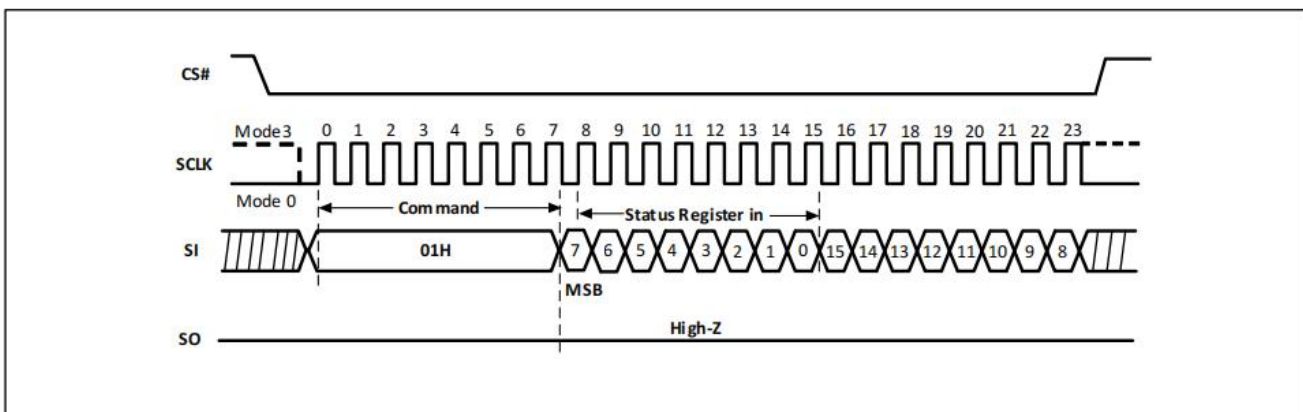 CS#
Mode3 0 1 2 3 4 5 6 7 8 9 10 11 12 13 14 15 16 17 18 19 20 21 22 23
SCLK
Mode 0
Command Status Register in
SI 01H 7 6 5 4 3 2 1 0 15 14 13 12 11 10 9 8
MSB
High-Z
SO